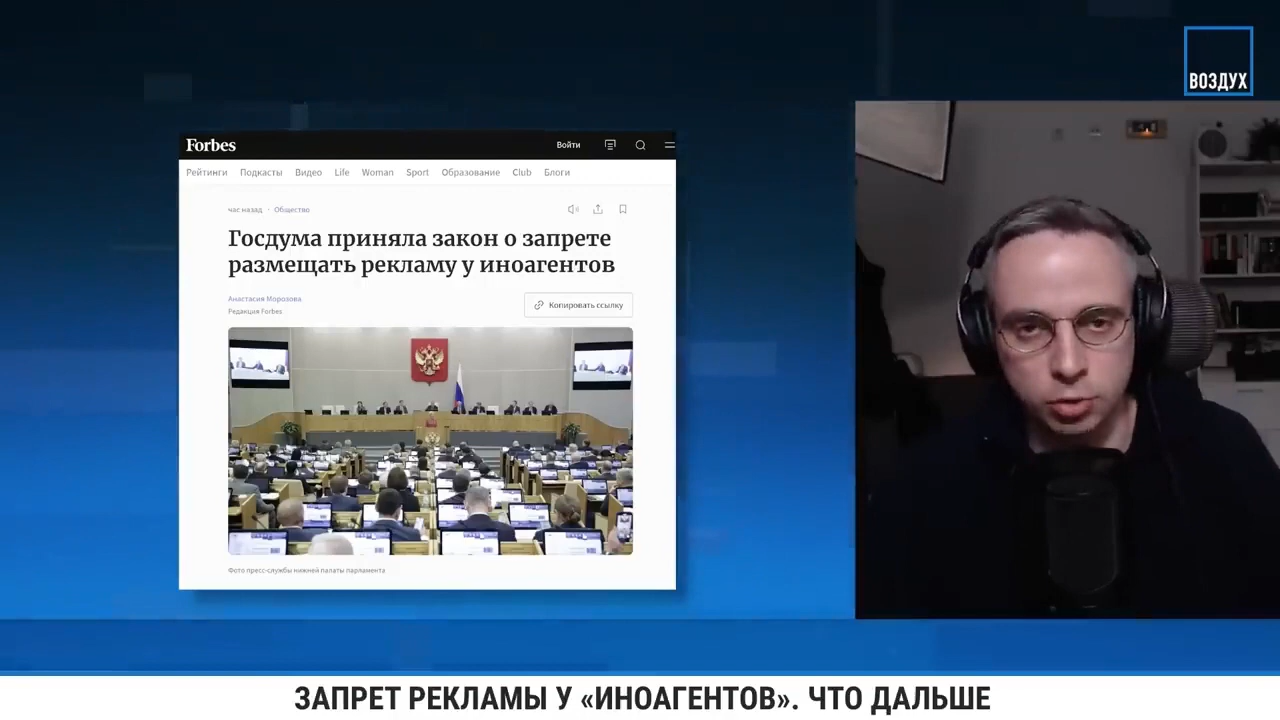 ВОЗДУХ
Forbes
Войти
Рейтинги Подкасты Видео Life Woman Sport Образование Club Блоги
час назад · Общество
Госдума приняла закон о запрете
размещать рекламу у иноагентов
Анастасия Морозова
Редакция Forbes
Копировать ссылку
Фото пресс-службы нижней палаты парламента
ЗАПРЕТ РЕКЛАМЫ У «ИНОАГЕНТОВ». ЧТО ДАЛЬШЕ